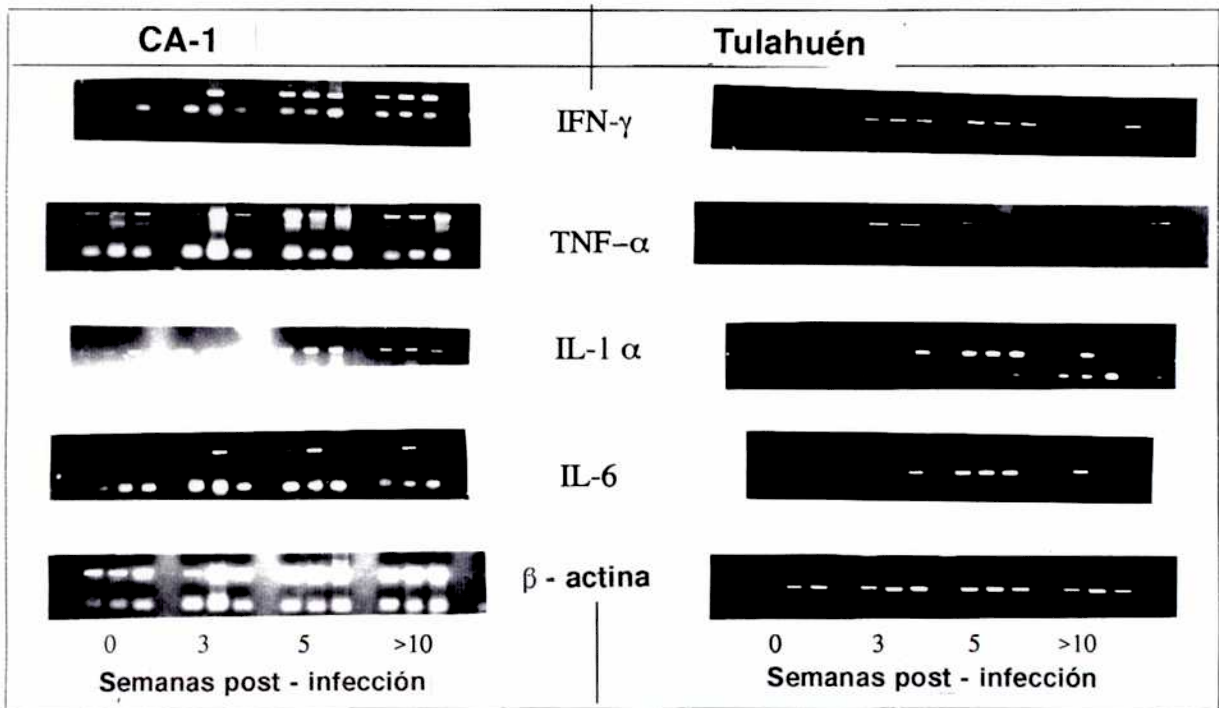 CA-1
Tulahuén
IFN-γ
TNF-α
IL-1 α
IL-6
β - actina
0 3 5 >10
Semanas post - infección
0 3 5 >10
Semanas post - infección